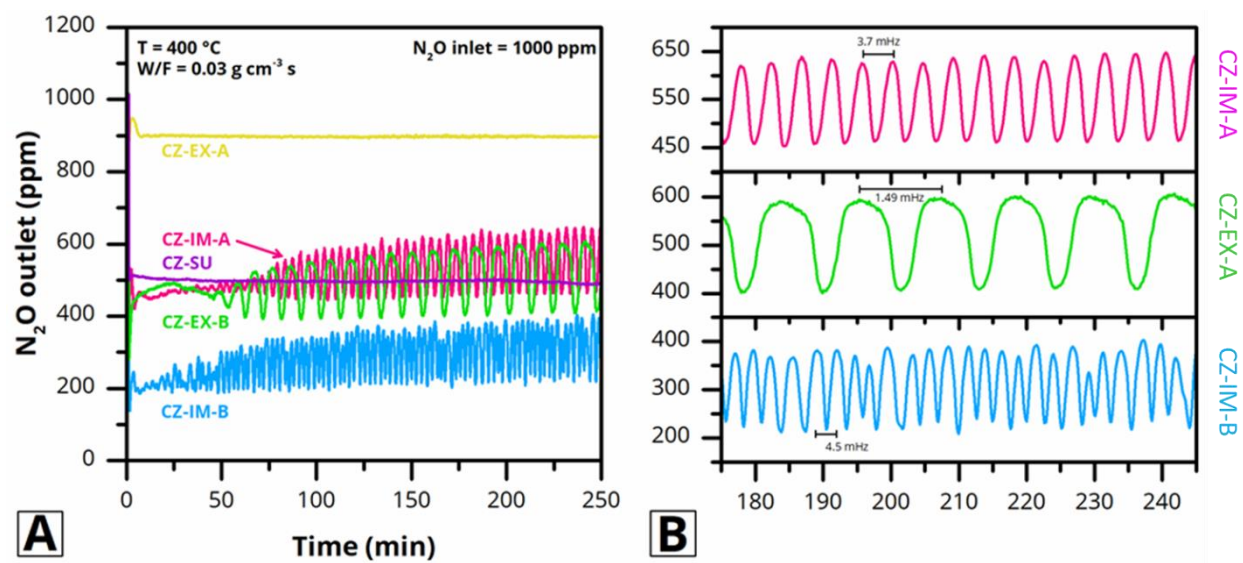 1200
1000
800
600
400
200
0
N₂O outlet (ppm)
T = 400 °C
W/F = 0.03 g cm⁻³ s
N₂O inlet = 1000 ppm
CZ-EX-A
CZ-IM-A
CZ-SU
CZ-EX-B
CZ-IM-B
0 50 100 150 200 250
Time (min)
A
650
550
450
3.7 mHz
CZ-IM-A
600
500
400
1.49 mHz
CZ-EX-A
400
300
200
4.5 mHz
CZ-IM-B
180 190 200 210 220 230 240
B